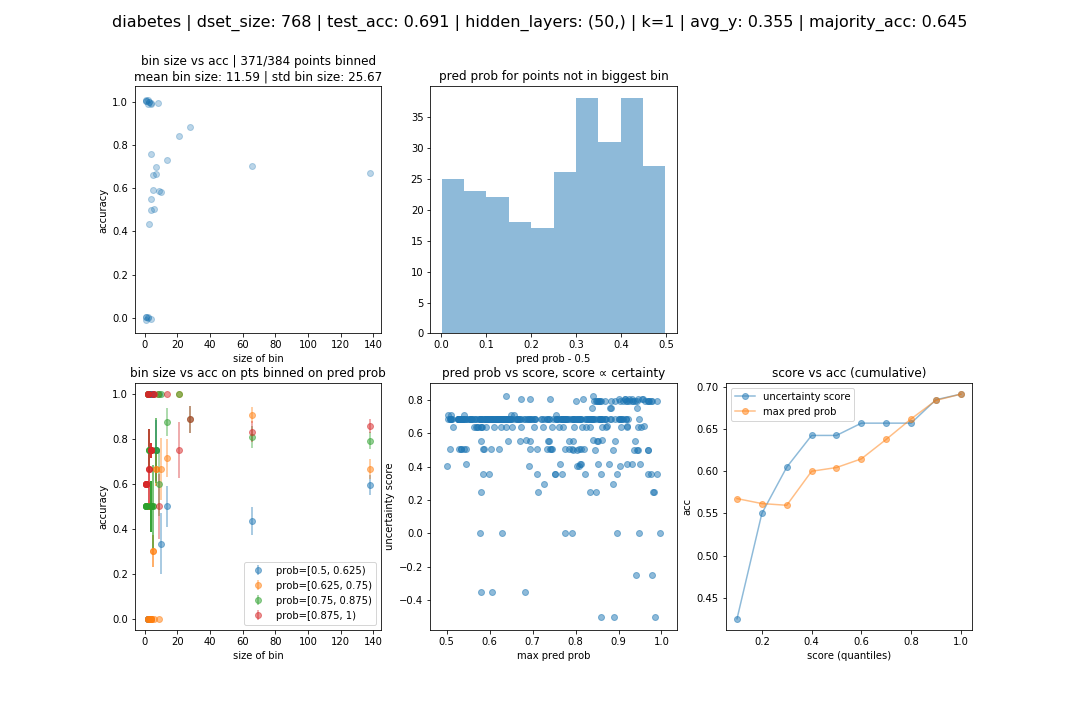 diabetes | dset_size: 768 | test_acc: 0.691 | hidden_layers: (50,) | k=1 | avg_y: 0.355 | majority_acc: 0.645
bin size vs acc | 371/384 points binned
mean bin size: 11.59 | std bin size: 25.67
1.0
0.8
0.6
0.4
0.2
0.0
accuracy
0 20 40 60 80 100 120 140
size of bin
pred prob for points not in biggest bin
35
30
25
20
15
10
5
0
0.0 0.1 0.2 0.3 0.4 0.5
pred prob - 0.5
bin size vs acc on pts binned on pred prob
1.0
0.8
0.6
0.4
0.2
0.0
accuracy
prob=[0.5, 0.625)
prob=[0.625, 0.75)
prob=[0.75, 0.875)
prob=[0.875, 1)
0 20 40 60 80 100 120 140
size of bin
pred prob vs score, score ∝ certainty
0.8
0.6
0.4
0.2
0.0
−0.2
−0.4
uncertainty score
0.5 0.6 0.7 0.8 0.9 1.0
max pred prob
score vs acc (cumulative)
uncertainty score
max pred prob
0.70
0.65
0.60
0.55
0.50
0.45
acc
0.2 0.4 0.6 0.8 1.0
score (quantiles)